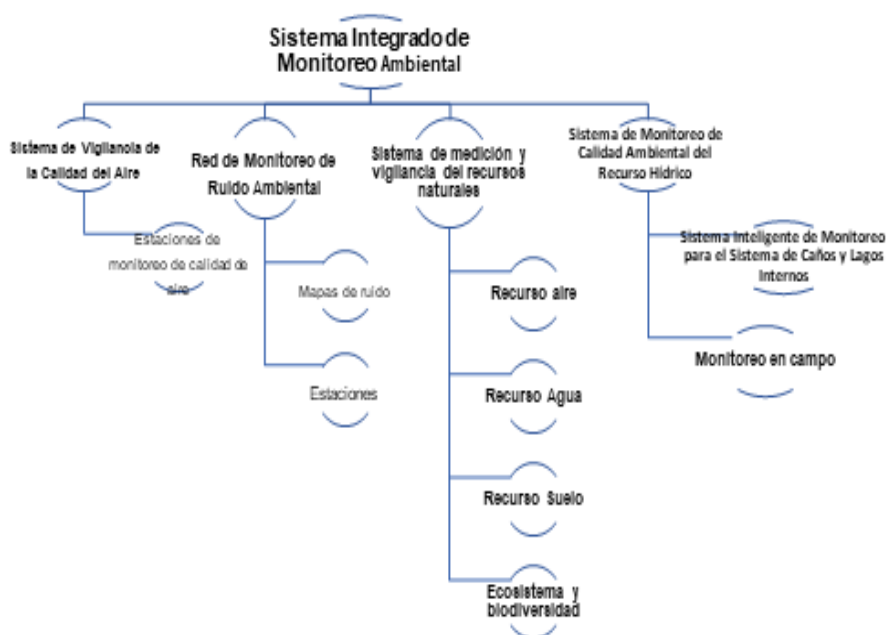 Sistema Integrado de
Monitoreo Ambiental
Sistema de Vigilancia de
la Calidad del Aire
Estaciones de
monitoreo de calidad de
aire
Red de Monitoreo de
Ruido Ambiental
Mapas de ruido
Estaciones
Sistema de medición y
vigilancia del recursos
naturales
Recurso aire
Recurso Agua
Recurso Suelo
Ecosistema y
biodiversidad
Sistema de Monitoreo de
Calidad Ambiental del
Recurso Hídrico
Sistema Inteligente de Monitoreo
para el Sistema de Caños y Lagos
Internos
Monitoreo en campo